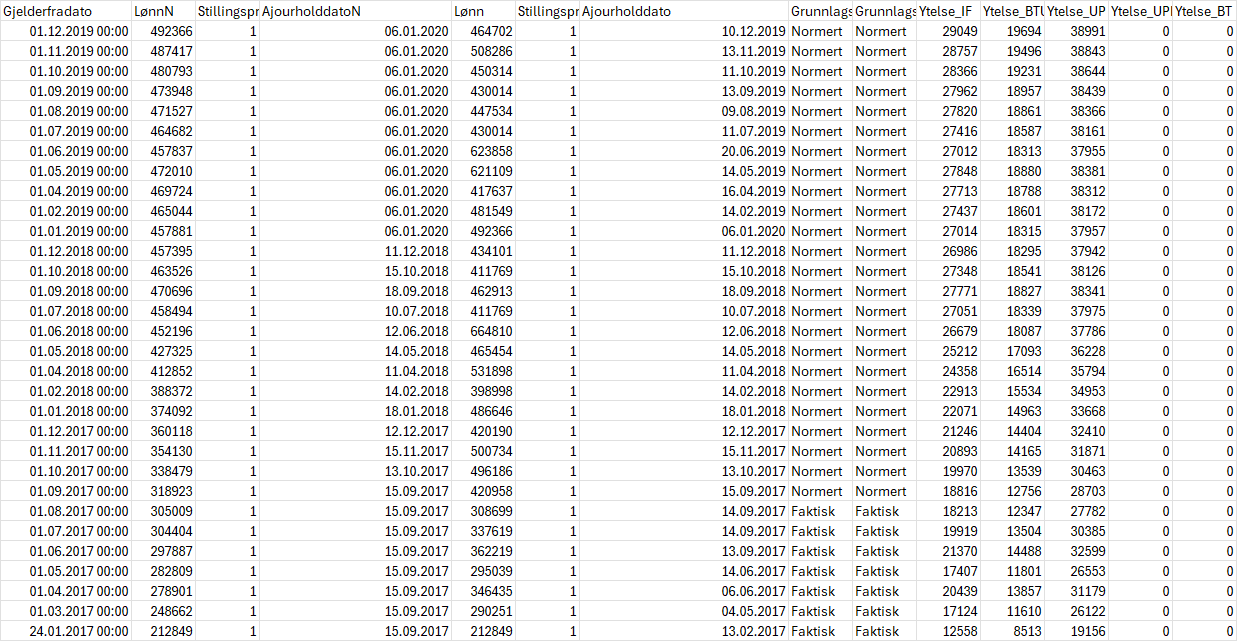 Gjelderfradato LønnN Stillingspr AjourholddatoN Lønn Stillingspr Ajourholddato Grunnlags Grunnlags Ytelse_IF Ytelse_BTU Ytelse_UP Ytelse_UPI Ytelse_BT
01.12.2019 00:00 492366 1 06.01.2020 464702 1 10.12.2019 Normert Normert 29049 19694 38991 0 0
01.11.2019 00:00 487417 1 06.01.2020 508286 1 13.11.2019 Normert Normert 28757 19496 38843 0 0
01.10.2019 00:00 480793 1 06.01.2020 450314 1 11.10.2019 Normert Normert 28366 19231 38644 0 0
01.09.2019 00:00 473948 1 06.01.2020 430014 1 13.09.2019 Normert Normert 27962 18957 38439 0 0
01.08.2019 00:00 471527 1 06.01.2020 447534 1 09.08.2019 Normert Normert 27820 18861 38366 0 0
01.07.2019 00:00 464682 1 06.01.2020 430014 1 11.07.2019 Normert Normert 27416 18587 38161 0 0
01.06.2019 00:00 457837 1 06.01.2020 623858 1 20.06.2019 Normert Normert 27012 18313 37955 0 0
01.05.2019 00:00 472010 1 06.01.2020 621109 1 14.05.2019 Normert Normert 27848 18880 38381 0 0
01.04.2019 00:00 469724 1 06.01.2020 417637 1 16.04.2019 Normert Normert 27713 18788 38312 0 0
01.02.2019 00:00 465044 1 06.01.2020 481549 1 14.02.2019 Normert Normert 27437 18601 38172 0 0
01.01.2019 00:00 457881 1 06.01.2020 492366 1 06.01.2020 Normert Normert 27014 18315 37957 0 0
01.12.2018 00:00 457395 1 11.12.2018 434101 1 11.12.2018 Normert Normert 26986 18295 37942 0 0
01.10.2018 00:00 463526 1 15.10.2018 411769 1 15.10.2018 Normert Normert 27348 18541 38126 0 0
01.09.2018 00:00 470696 1 18.09.2018 462913 1 18.09.2018 Normert Normert 27771 18827 38341 0 0
01.07.2018 00:00 458494 1 10.07.2018 411769 1 10.07.2018 Normert Normert 27051 18339 37975 0 0
01.06.2018 00:00 452196 1 12.06.2018 664810 1 12.06.2018 Normert Normert 26679 18087 37786 0 0
01.05.2018 00:00 427325 1 14.05.2018 465454 1 14.05.2018 Normert Normert 25212 17093 36228 0 0
01.04.2018 00:00 412852 1 11.04.2018 531898 1 11.04.2018 Normert Normert 24358 16514 35794 0 0
01.02.2018 00:00 388372 1 14.02.2018 398998 1 14.02.2018 Normert Normert 22913 15534 34953 0 0
01.01.2018 00:00 374092 1 18.01.2018 486646 1 18.01.2018 Normert Normert 22071 14963 33668 0 0
01.12.2017 00:00 360118 1 12.12.2017 420190 1 12.12.2017 Normert Normert 21246 14404 32410 0 0
01.11.2017 00:00 354130 1 15.11.2017 500734 1 15.11.2017 Normert Normert 20893 14165 31871 0 0
01.10.2017 00:00 338479 1 13.10.2017 496186 1 13.10.2017 Normert Normert 19970 13539 30463 0 0
01.09.2017 00:00 318923 1 15.09.2017 420958 1 15.09.2017 Normert Normert 18816 12756 28703 0 0
01.08.2017 00:00 305009 1 15.09.2017 308699 1 14.09.2017 Faktisk Faktisk 18213 12347 27782 0 0
01.07.2017 00:00 304404 1 15.09.2017 337619 1 14.09.2017 Faktisk Faktisk 19919 13504 30385 0 0
01.06.2017 00:00 297887 1 15.09.2017 362219 1 13.09.2017 Faktisk Faktisk 21370 14488 32599 0 0
01.05.2017 00:00 282809 1 15.09.2017 295039 1 14.06.2017 Faktisk Faktisk 17407 11801 26553 0 0
01.04.2017 00:00 278901 1 15.09.2017 346435 1 06.06.2017 Faktisk Faktisk 20439 13857 31179 0 0
01.03.2017 00:00 248662 1 15.09.2017 290251 1 04.05.2017 Faktisk Faktisk 17124 11610 26122 0 0
24.01.2017 00:00 212849 1 15.09.2017 212849 1 13.02.2017 Faktisk Faktisk 12558 8513 19156 0 0